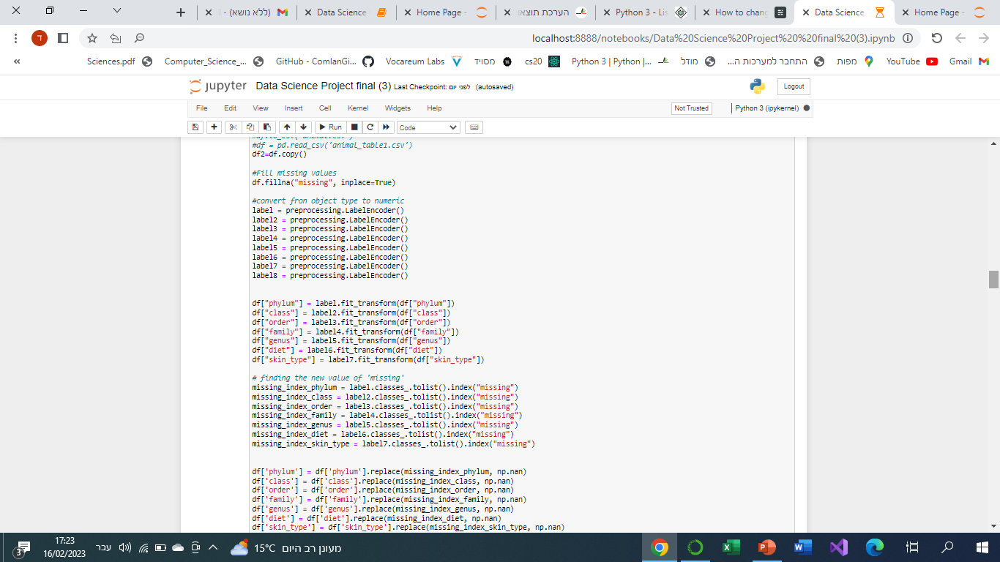 Data Science
Home Page -
הערכת תוצאו
Python 3 - Lis
How to chang
Data Science
Home Page -
(ללא נושא) - I
localhost:8888/notebooks/Data%20Science%20Project%20%20final%20(3).ipynb
ד
Sciences.pdf
Computer_Science_...
GitHub - ComlanGi...
Vocareum Labs
מסויד
cs20
Python 3 | Python |...
מודל
התחבר למערכות ה...
מפות
YouTube
Gmail
jupyter Data Science Project final (3) Last Checkpoint: לפני יום (autosaved)
Logout
File Edit View Insert Cell Kernel Widgets Help
Not Trusted
Python 3 (ipykernel)
Run
Code
#df = pd.read_csv('animal_table1.csv')
df2=df.copy()
#Fill missing values
df.fillna("missing", inplace=True)
#convert fron object type to numeric
label = preprocessing.LabelEncoder()
label2 = preprocessing.LabelEncoder()
label3 = preprocessing.LabelEncoder()
label4 = preprocessing.LabelEncoder()
label5 = preprocessing.LabelEncoder()
label6 = preprocessing.LabelEncoder()
label7 = preprocessing.LabelEncoder()
label8 = preprocessing.LabelEncoder()
df["phylum"] = label.fit_transform(df["phylum"])
df["class"] = label2.fit_transform(df["class"])
df["order"] = label3.fit_transform(df["order"])
df["family"] = label4.fit_transform(df["family"])
df["genus"] = label5.fit_transform(df["genus"])
df["diet"] = label6.fit_transform(df["diet"])
df["skin_type"] = label7.fit_transform(df["skin_type"])
# finding the new value of 'missing'
missing_index_phylum = label.classes_.tolist().index("missing")
missing_index_class = label2.classes_.tolist().index("missing")
missing_index_order = label3.classes_.tolist().index("missing")
missing_index_family = label4.classes_.tolist().index("missing")
missing_index_genus = label5.classes_.tolist().index("missing")
missing_index_diet = label6.classes_.tolist().index("missing")
missing_index_skin_type = label7.classes_.tolist().index("missing")
df['phylum'] = df['phylum'].replace(missing_index_phylum, np.nan)
df['class'] = df['class'].replace(missing_index_class, np.nan)
df['order'] = df['order'].replace(missing_index_order, np.nan)
df['family'] = df['family'].replace(missing_index_family, np.nan)
df['genus'] = df['genus'].replace(missing_index_genus, np.nan)
df['diet'] = df['diet'].replace(missing_index_diet, np.nan)
df['skin_type'] = df['skin_type'].replace(missing_index_skin_type, np.nan)
3
17:23
16/02/2023
עבר
15°C
מעונן רב היום